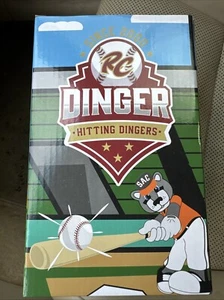 RC
DINGER
· HITTING DINGERS ·
SAC